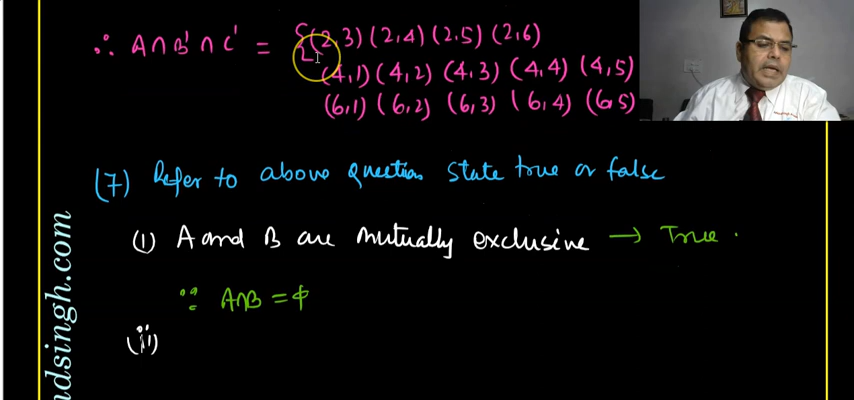 ∴ A∩B'∩C' = {(2,3) (2,4) (2,5) (2,6)
(4,1) (4,2) (4,3) (4,4) (4,5)
(6,1) (6,2) (6,3) (6,4) (6,5)
(7) Refer to above question state true or false
(i) A and B are mutually exclusive → True .
∵ A∩B = φ
(ii)
ndsingh.com